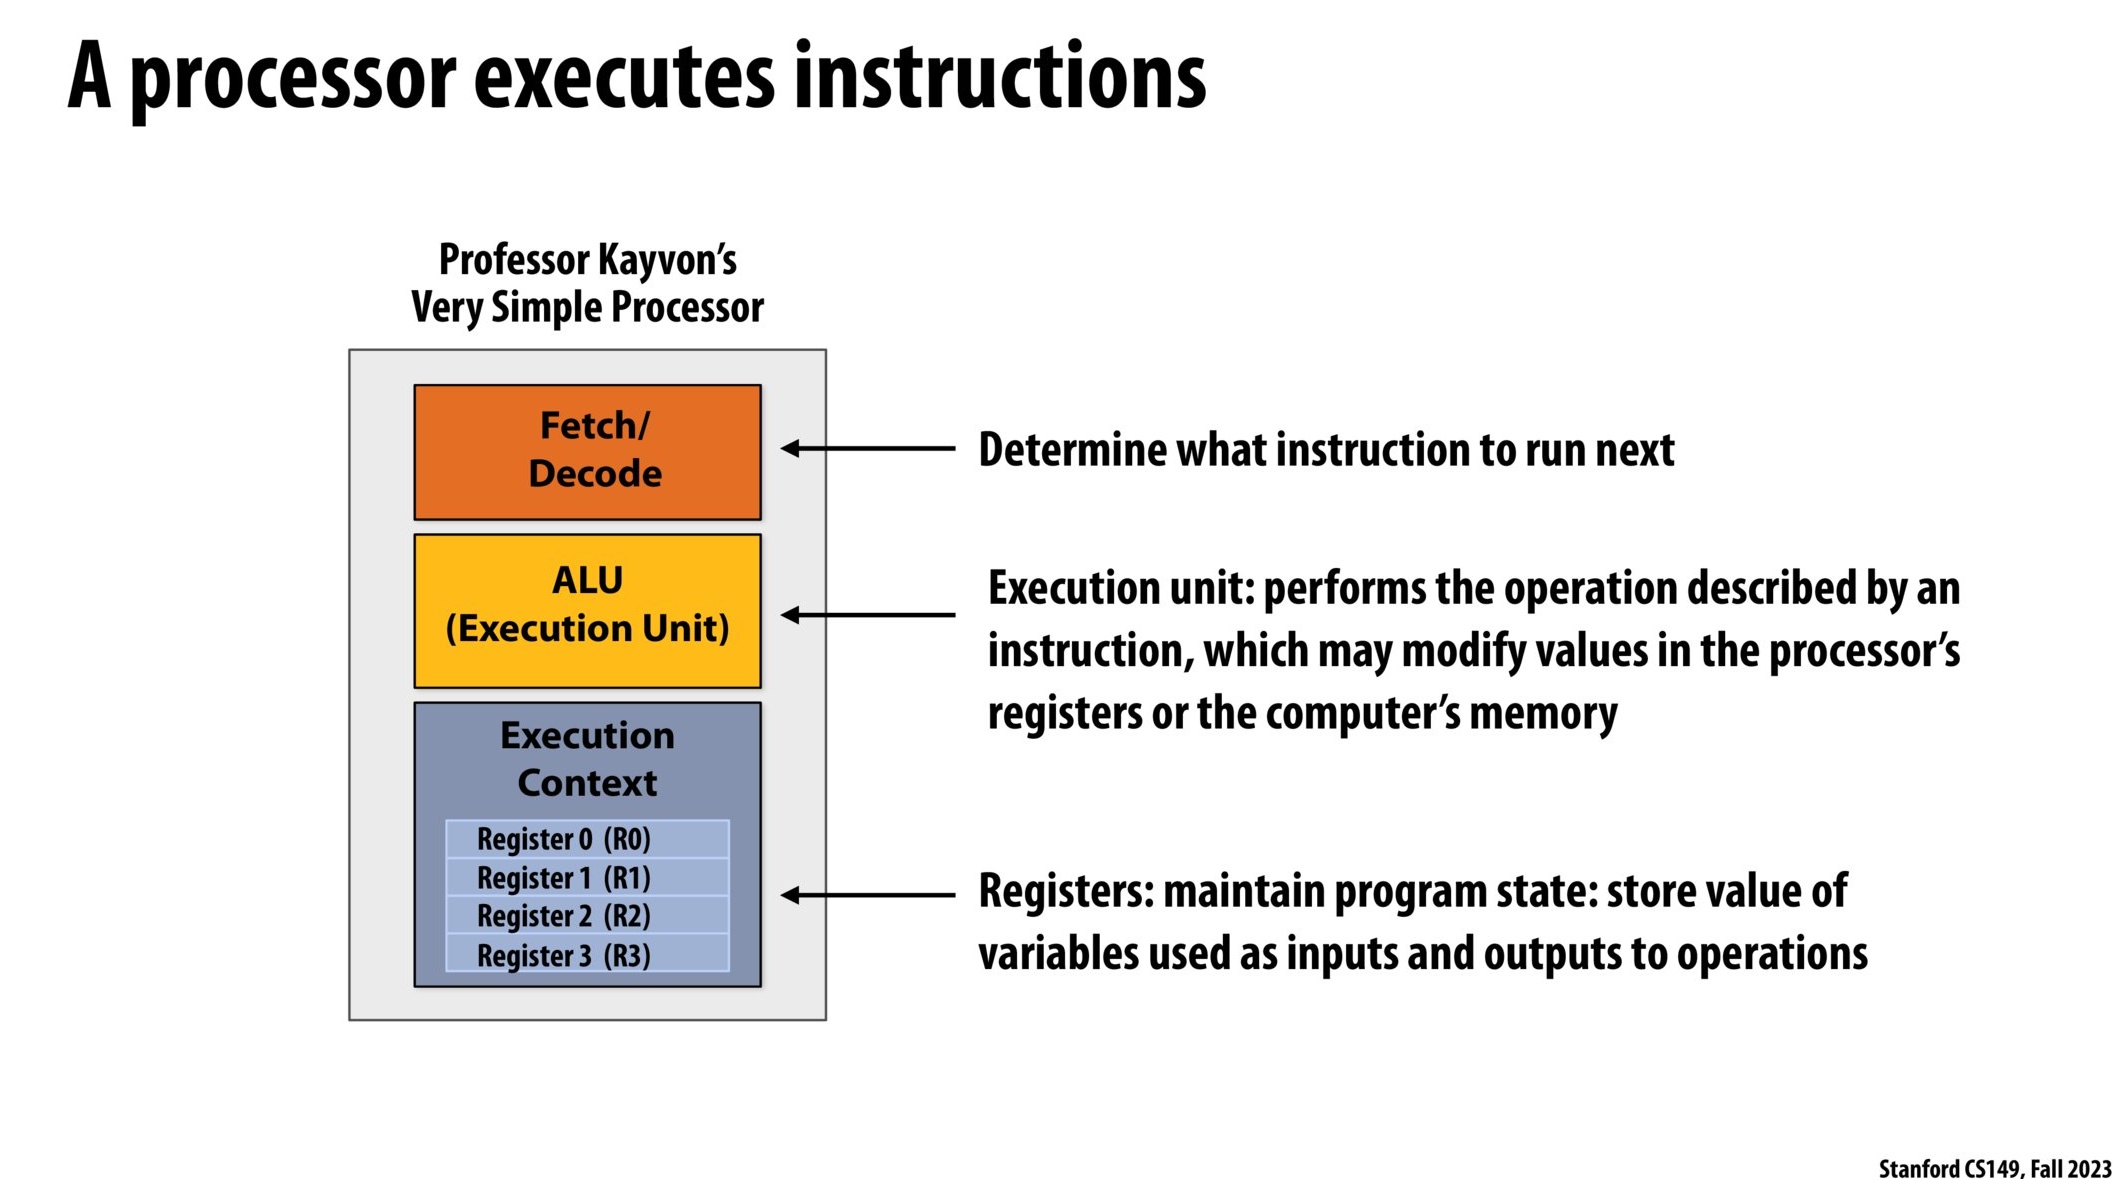 A processor executes instructions
Professor Kayvon’s
Very Simple Processor
Fetch/
Decode
Determine what instruction to run next
ALU
(Execution Unit)
Execution unit: performs the operation described by an
instruction, which may modify values in the processor’s
registers or the computer’s memory
Execution
Context
Register 0 (R0)
Register 1 (R1)
Register 2 (R2)
Register 3 (R3)
Registers: maintain program state: store value of
variables used as inputs and outputs to operations
Stanford CS149, Fall 2023